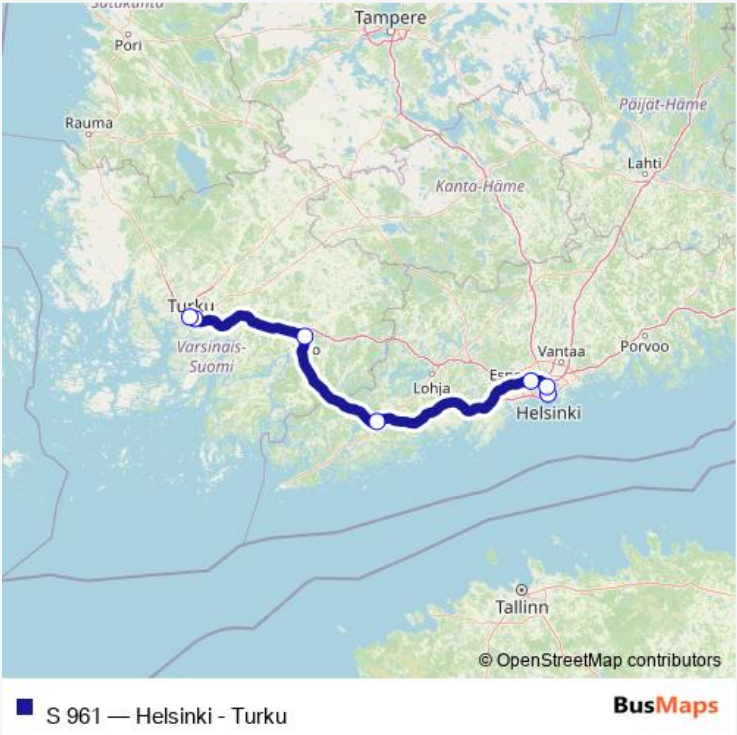 Satakunta
Tampere
Pori
Päijät-Häme
Rauma
Lahti
Kanta-Häme
Turku
Varsinais-
Suomi
Vantaa
Porvoo
Lohja
Helsinki
Tallinn
© OpenStreetMap contributors
S 961 — Helsinki - Turku
BusMaps